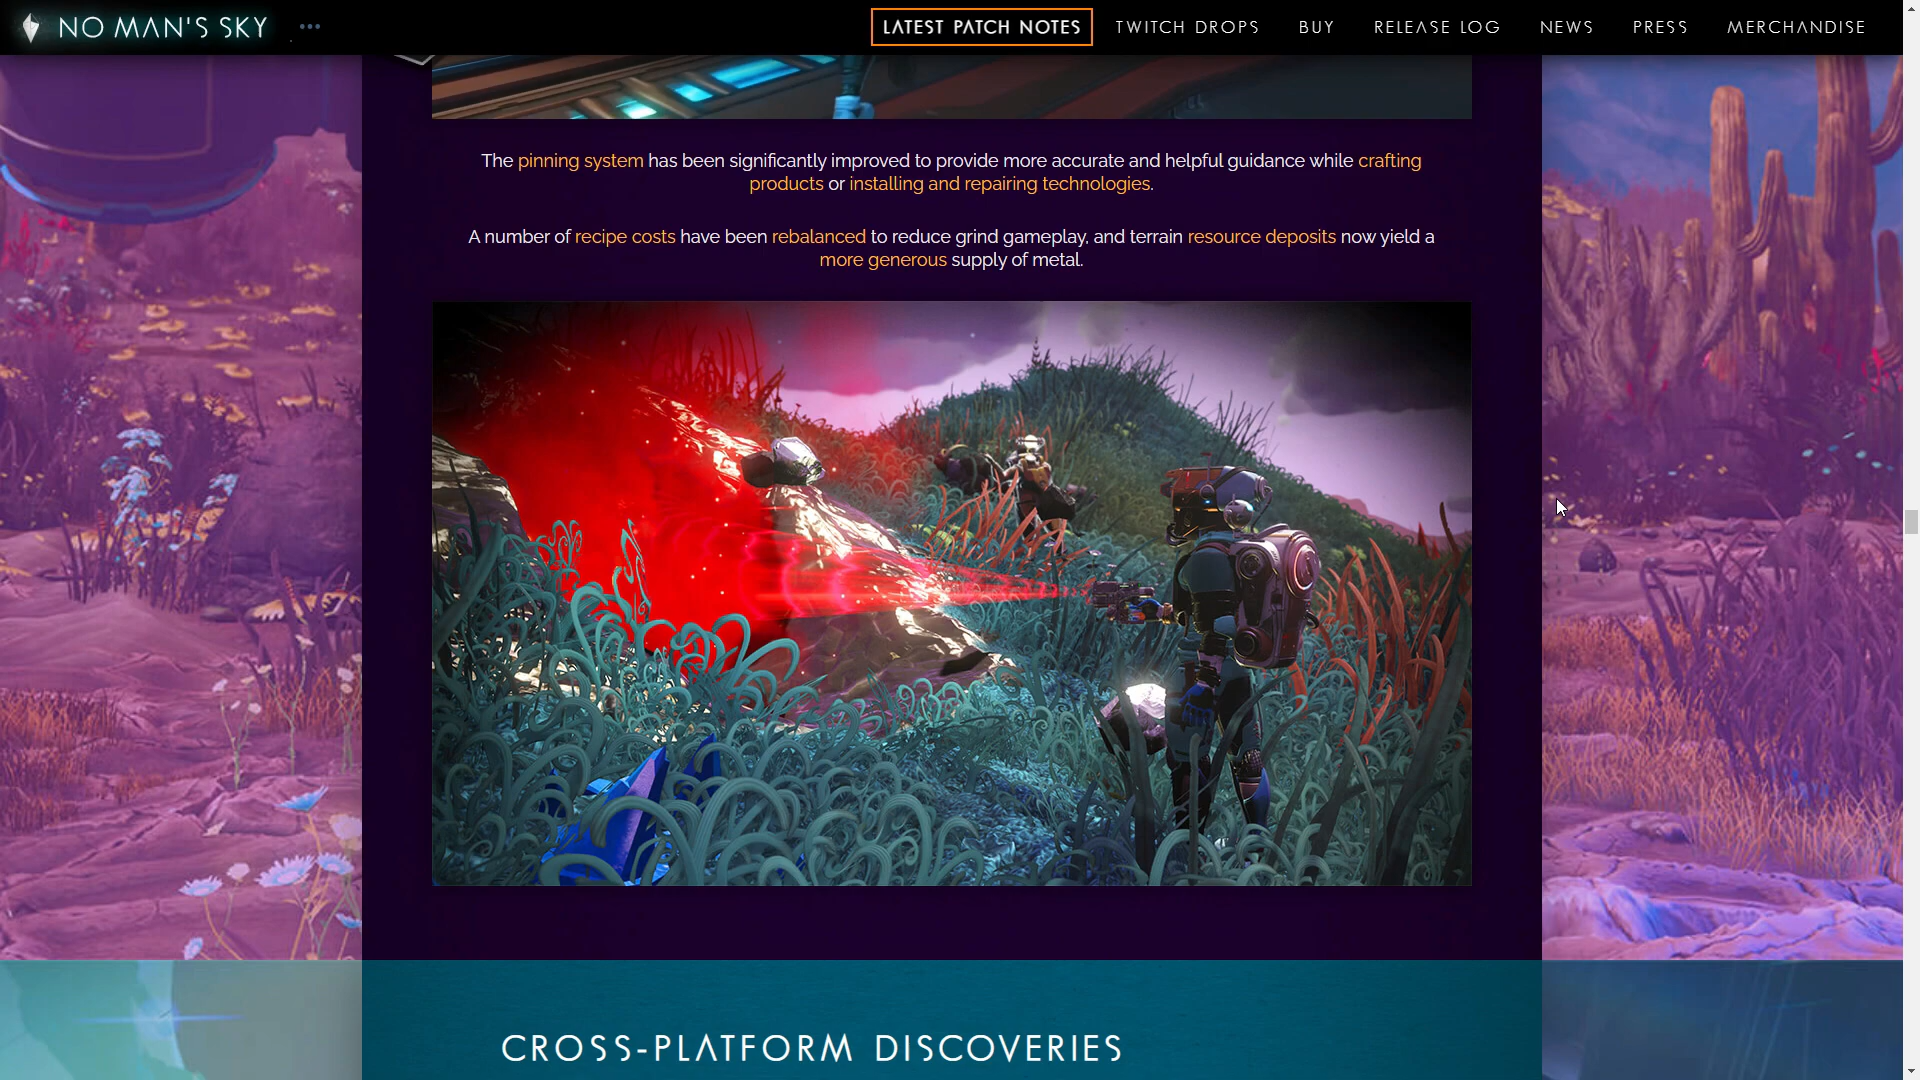 NO MAN'S SKY
LATEST PATCH NOTES
TWITCH DROPS
BUY
RELEASE LOG
NEWS
PRESS
MERCHANDISE
The pinning system has been significantly improved to provide more accurate and helpful guidance while crafting
products or installing and repairing technologies.
A number of recipe costs have been rebalanced to reduce grind gameplay, and terrain resource deposits now yield a
more generous supply of metal.
CROSS-PLATFORM DISCOVERIES